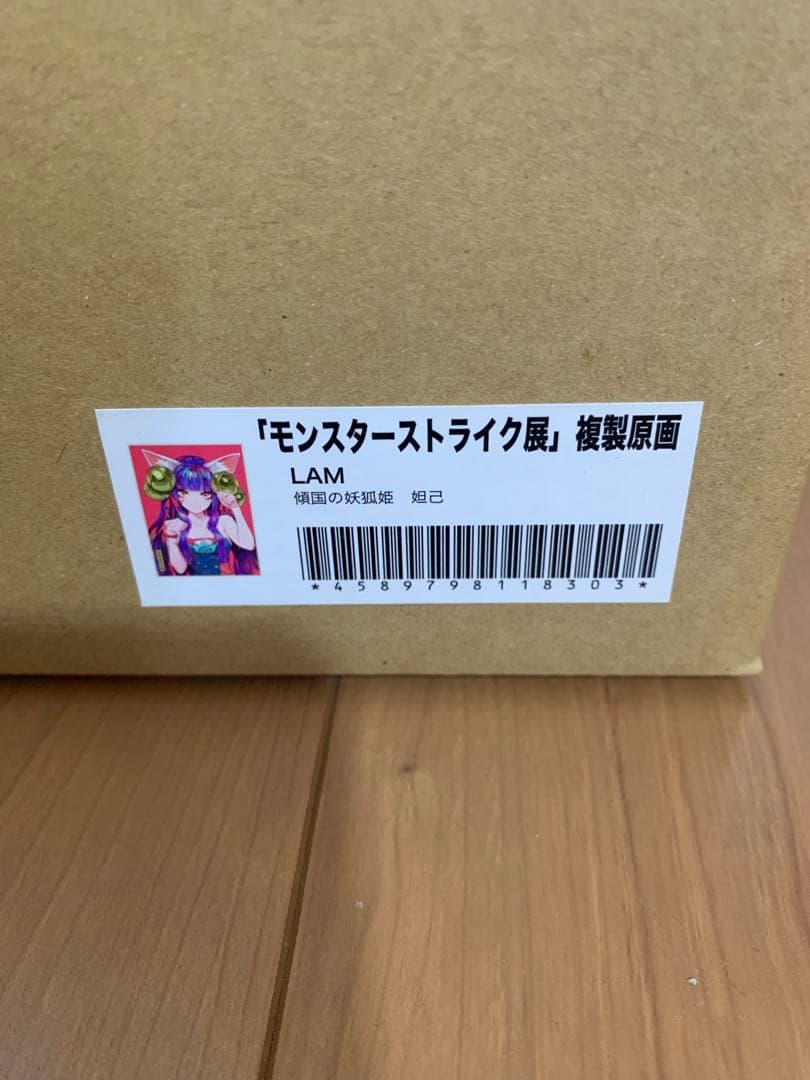 「モンスターストライク展」複製原画
LAM
傾国の妖狐姫　妲己
*4589798118303*